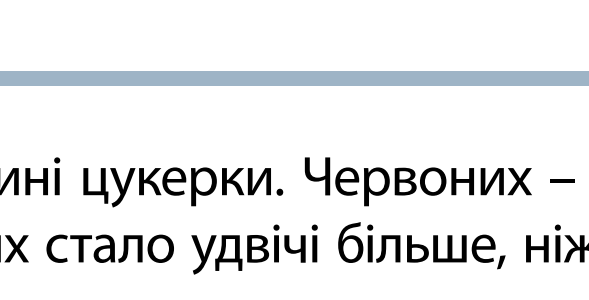 ині цукерки. Червоних –
их стало удвічі більше, ніж